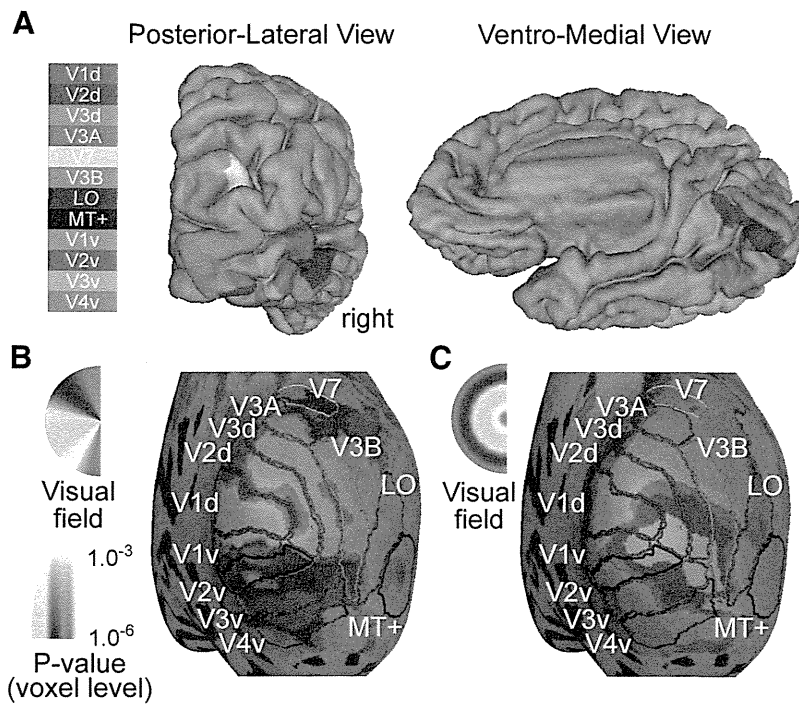 A
Posterior-Lateral View
Ventro-Medial View
V1d
V2d
V3d
V3A
V7
V3B
LO
MT+
V1v
V2v
V3v
V4v
right
B
Visual
field
1.0-3
1.0-6
P-value
(voxel level)
V7
V3A
V3d
V3B
V2d
LO
V1d
V1v
V2v
V3v
MT+
V4v
C
Visual
field
V7
V3A
V3d
V3B
V2d
LO
V1d
V1v
V2v
V3v
MT+
V4v